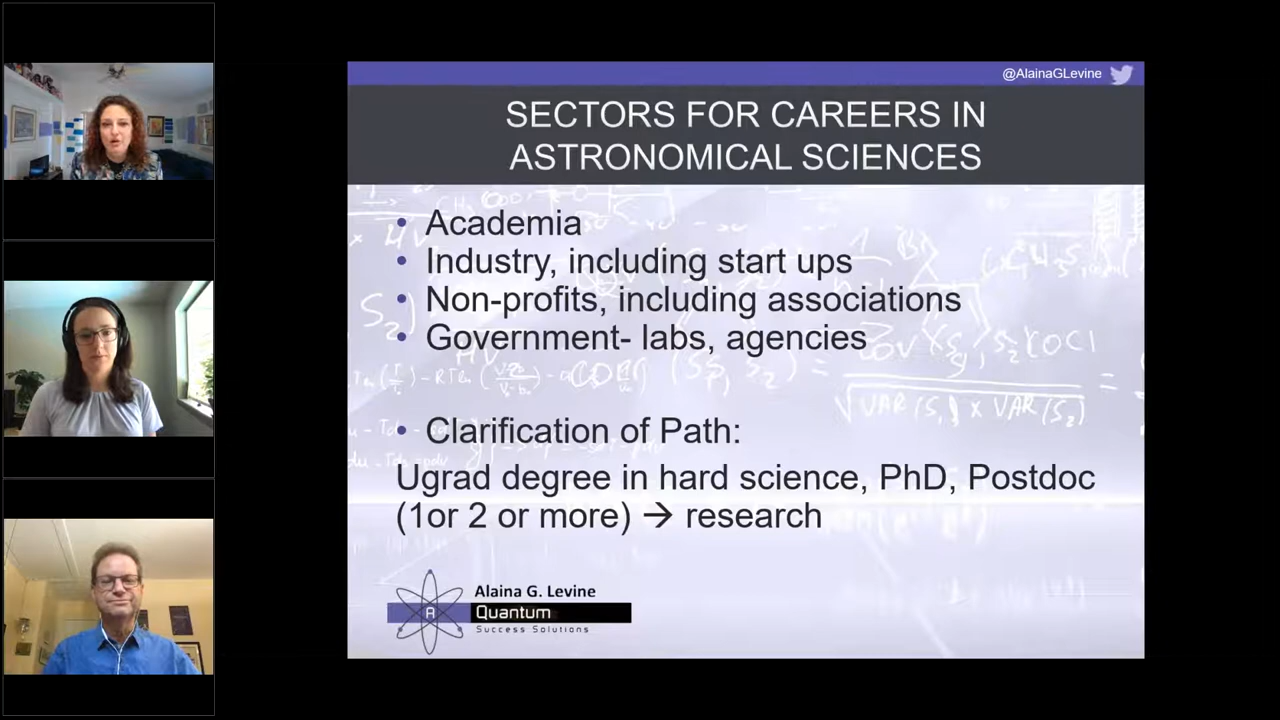 @AlainaGLevine
SECTORS FOR CAREERS IN
ASTRONOMICAL SCIENCES
• Academia
• Industry, including start ups
• Non-profits, including associations
• Government- labs, agencies
• Clarification of Path:
Ugrad degree in hard science, PhD, Postdoc
(1or 2 or more) → research
Alaina G. Levine
A
Quantum
Success Solutions